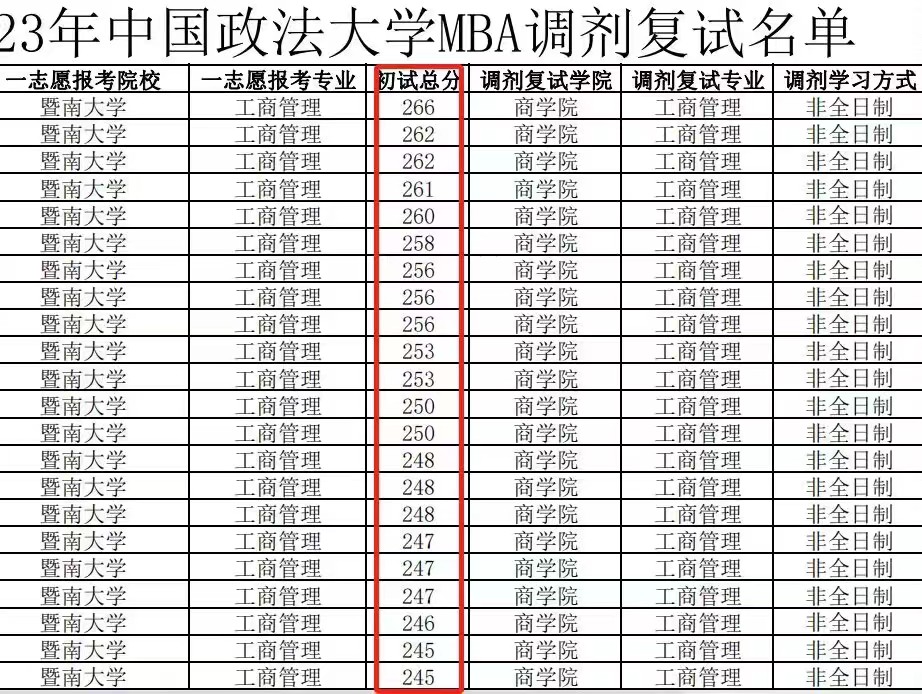 23年中国政法大学MBA调剂复试名单
一志愿报考院校 一志愿报考专业 初试总分 调剂复试学院 调剂复试专业 调剂学习方式
暨南大学 工商管理 266 商学院 工商管理 非全日制
暨南大学 工商管理 262 商学院 工商管理 非全日制
暨南大学 工商管理 262 商学院 工商管理 非全日制
暨南大学 工商管理 261 商学院 工商管理 非全日制
暨南大学 工商管理 260 商学院 工商管理 非全日制
暨南大学 工商管理 258 商学院 工商管理 非全日制
暨南大学 工商管理 256 商学院 工商管理 非全日制
暨南大学 工商管理 256 商学院 工商管理 非全日制
暨南大学 工商管理 256 商学院 工商管理 非全日制
暨南大学 工商管理 253 商学院 工商管理 非全日制
暨南大学 工商管理 253 商学院 工商管理 非全日制
暨南大学 工商管理 250 商学院 工商管理 非全日制
暨南大学 工商管理 250 商学院 工商管理 非全日制
暨南大学 工商管理 248 商学院 工商管理 非全日制
暨南大学 工商管理 248 商学院 工商管理 非全日制
暨南大学 工商管理 248 商学院 工商管理 非全日制
暨南大学 工商管理 247 商学院 工商管理 非全日制
暨南大学 工商管理 247 商学院 工商管理 非全日制
暨南大学 工商管理 247 商学院 工商管理 非全日制
暨南大学 工商管理 246 商学院 工商管理 非全日制
暨南大学 工商管理 245 商学院 工商管理 非全日制
暨南大学 工商管理 245 商学院 工商管理 非全日制